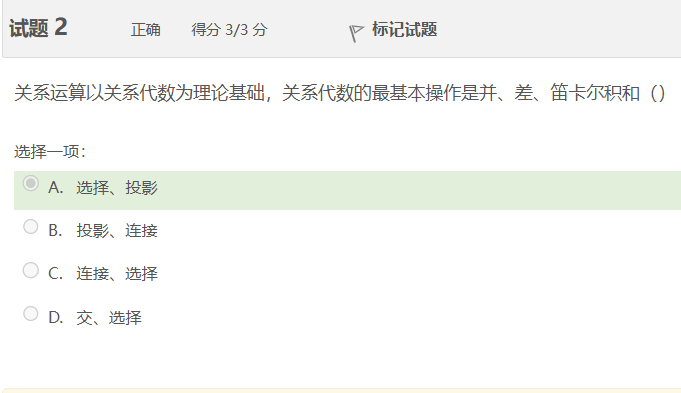 试题 2 正确 得分 3/3 分 标记试题
关系运算以关系代数为理论基础，关系代数的最基本操作是并、差、笛卡尔积和（）
选择一项：
A. 选择、投影
B. 投影、连接
C. 连接、选择
D. 交、选择